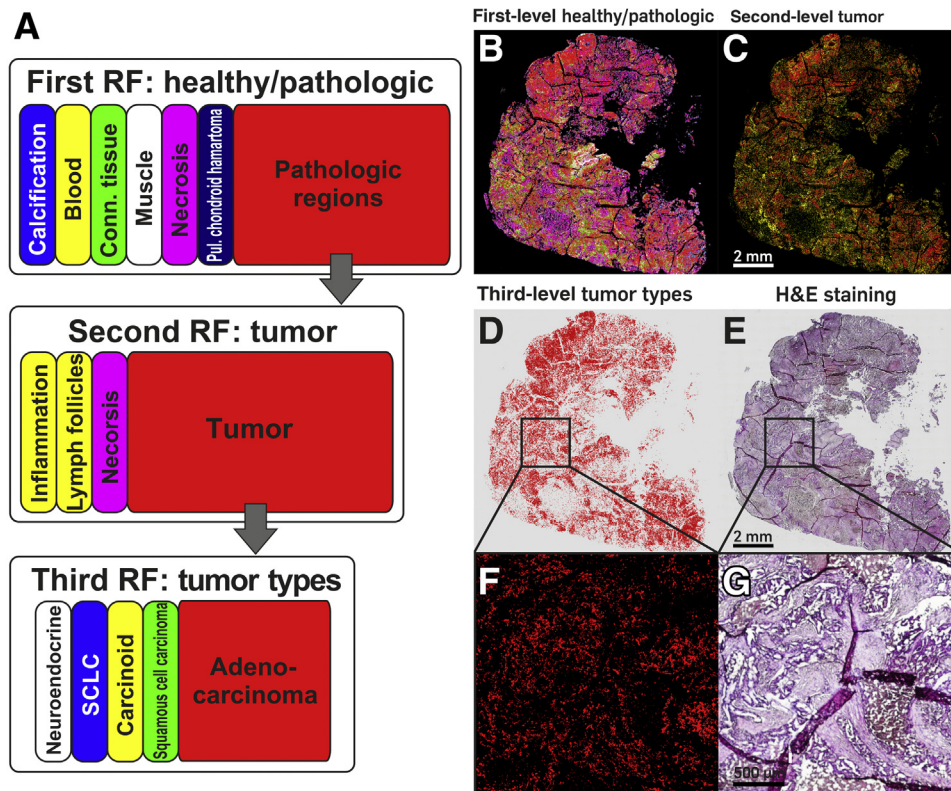 A
First RF: healthy/pathologic
Calcification
Blood
Conn. tissue
Muscle
Necrosis
Pul. chondroid hamartoma
Pathologic
regions
Second RF: tumor
Inflammation
Lymph follicles
Necorsis
Tumor
Third RF: tumor types
Neuroendocrine
SCLC
Carcinoid
Squamous cell carcinoma
Adeno-
carcinoma
First-level healthy/pathologic
B
Second-level tumor
C
2 mm
Third-level tumor types
D
H&E staining
E
2 mm
F
G
500 µm